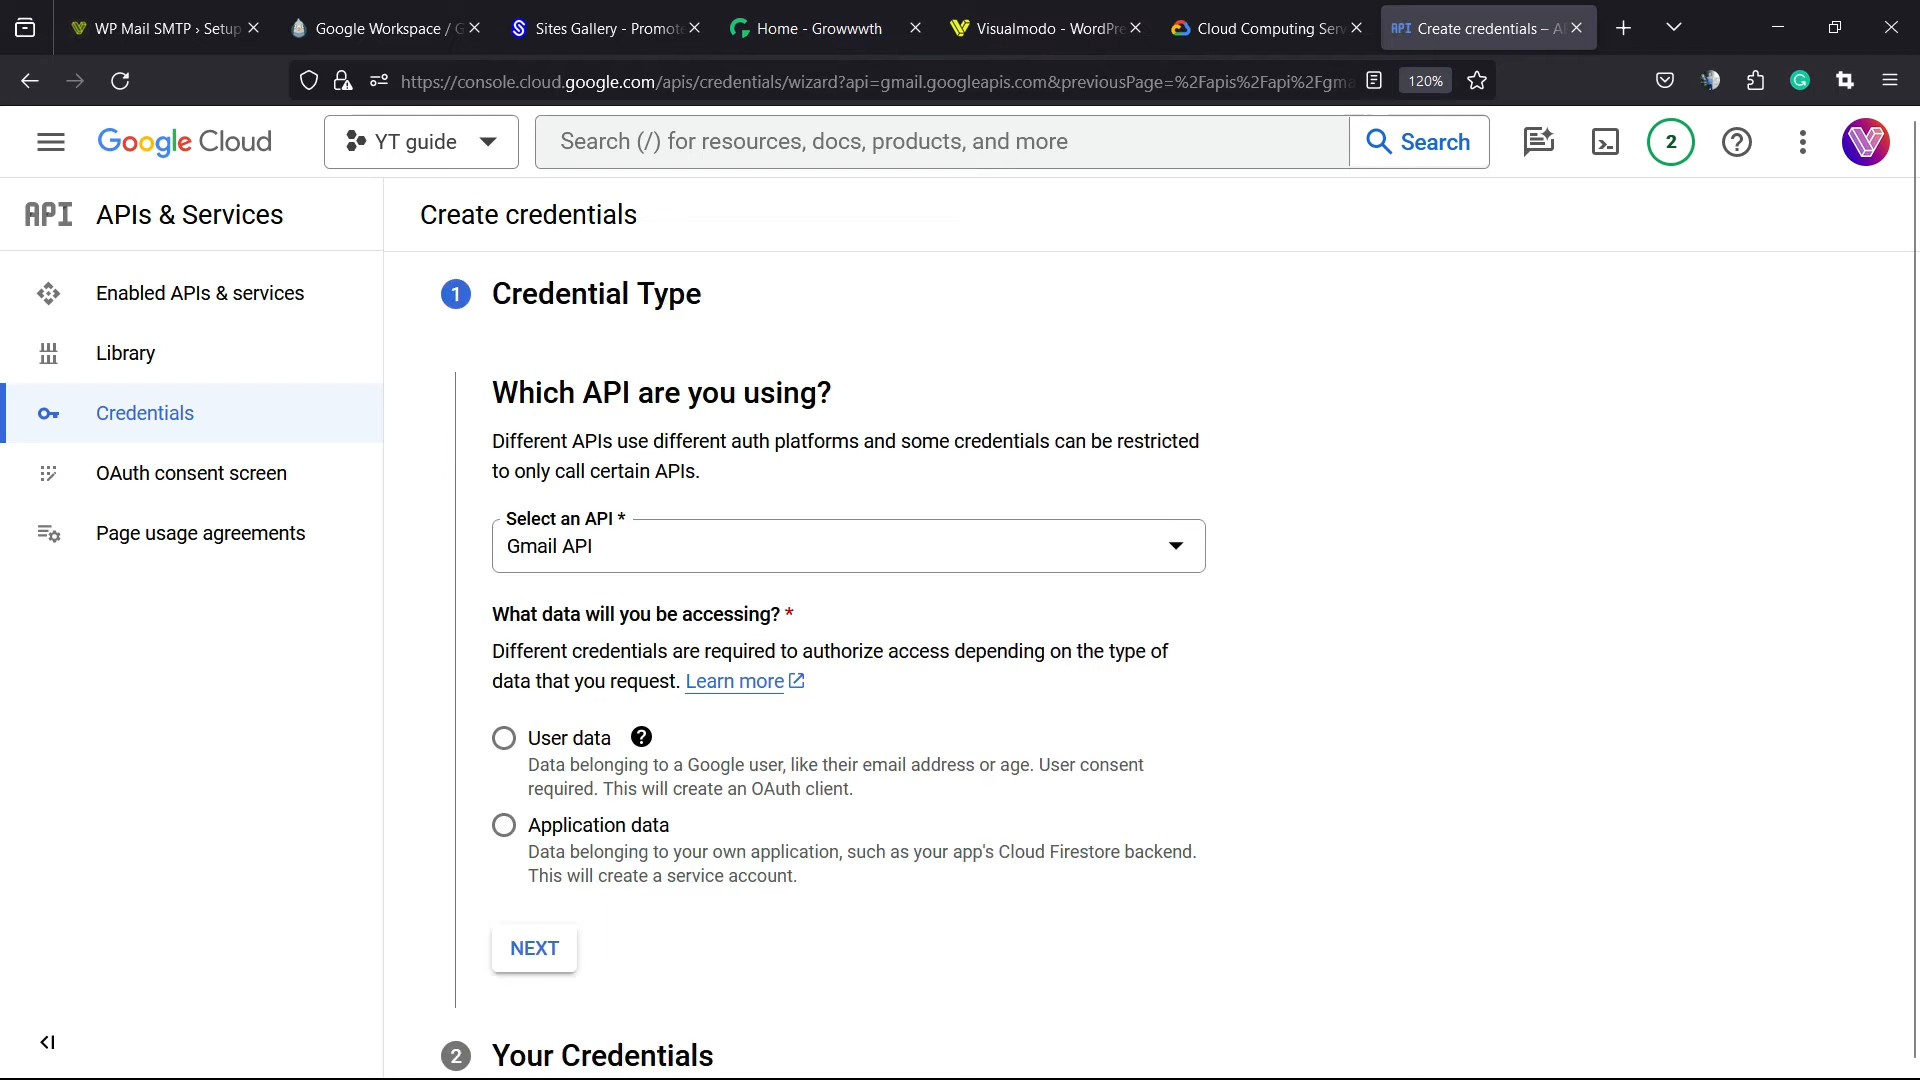 WP Mail SMTP › Setup
Google Workspace / G
Sites Gallery - Promote
Home - Growwwth
Visualmodo - WordPre
Cloud Computing Serv
API Create credentials – A
https://console.cloud.google.com/apis/credentials/wizard?api=gmail.googleapis.com&previousPage=%2Fapis%2Fapi%2Fgma
120%
Google Cloud
YT guide
Search (/) for resources, docs, products, and more
Search
2
API APIs & Services
Create credentials
Enabled APIs & services
Library
Credentials
OAuth consent screen
Page usage agreements
1 Credential Type
Which API are you using?
Different APIs use different auth platforms and some credentials can be restricted
to only call certain APIs.
Select an API *
Gmail API
What data will you be accessing? *
Different credentials are required to authorize access depending on the type of
data that you request. Learn more
User data
Data belonging to a Google user, like their email address or age. User consent
required. This will create an OAuth client.
Application data
Data belonging to your own application, such as your app's Cloud Firestore backend.
This will create a service account.
NEXT
2 Your Credentials